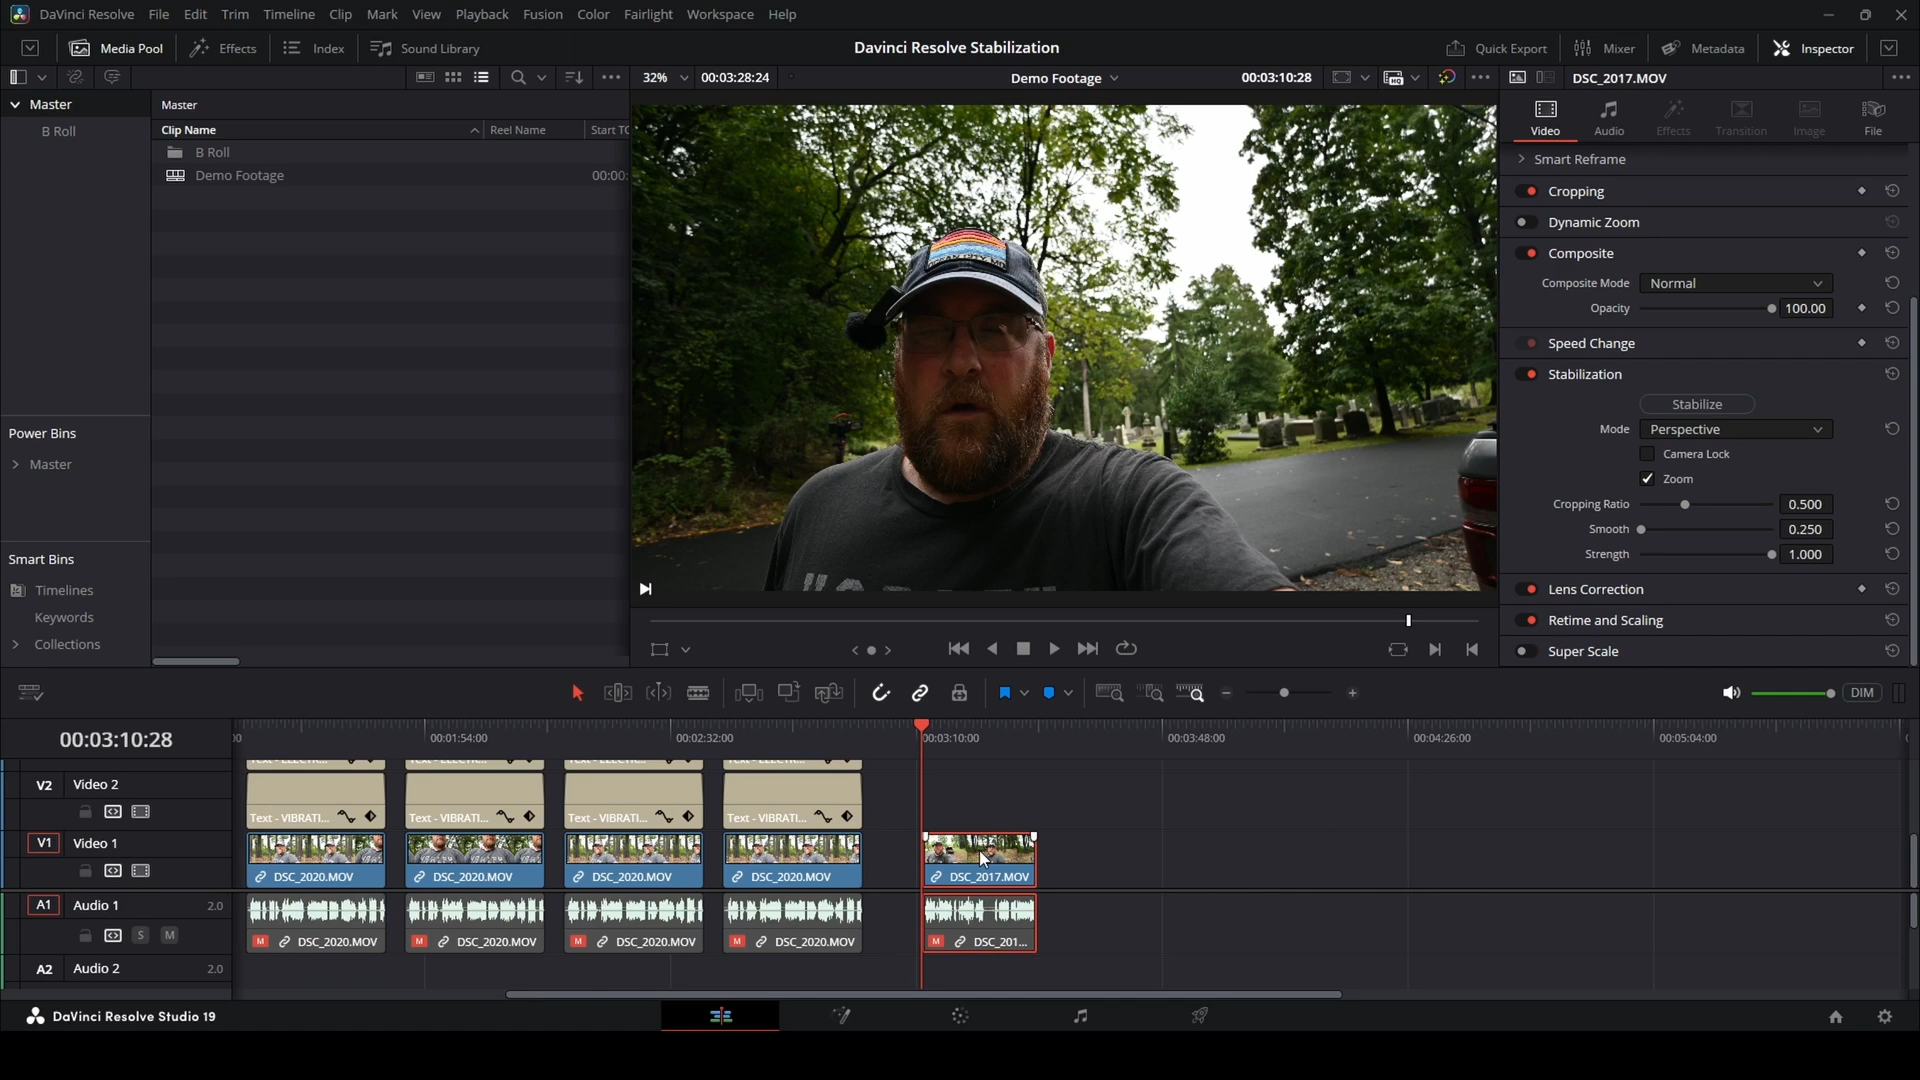 DaVinci Resolve File Edit Trim Timeline Clip Mark View Playback Fusion Color Fairlight Workspace Help
Media Pool Effects Index Sound Library Davinci Resolve Stabilization Quick Export Mixer Metadata Inspector
32% 00:03:28:24 Demo Footage 00:03:10:28 HQ DSC_2017.MOV
Master
B Roll
Power Bins
Master
Smart Bins
Timelines
Keywords
Collections
Master
Clip Name Reel Name Start TC
B Roll
Demo Footage 00:00:
OCEAN CITY MD
Video Audio Effects Transition Image File
Smart Reframe
Cropping
Dynamic Zoom
Composite
Composite Mode Normal
Opacity 100.00
Speed Change
Stabilization
Stabilize
Mode Perspective
Camera Lock
Zoom
Cropping Ratio 0.500
Smooth 0.250
Strength 1.000
Lens Correction
Retime and Scaling
Super Scale
DIM
00:03:10:28
00 00:01:54:00 00:02:32:00 00:03:10:00 00:03:48:00 00:04:26:00 00:05:04:00
V2 Video 2
Text - VIBRATI... Text - VIBRATI... Text - VIBRATI... Text - VIBRATI...
V1 Video 1
DSC_2020.MOV DSC_2020.MOV DSC_2020.MOV DSC_2020.MOV DSC_2017.MOV
A1 Audio 1 2.0
S M
M DSC_2020.MOV M DSC_2020.MOV M DSC_2020.MOV M DSC_2020.MOV M DSC_201...
A2 Audio 2 2.0
DaVinci Resolve Studio 19